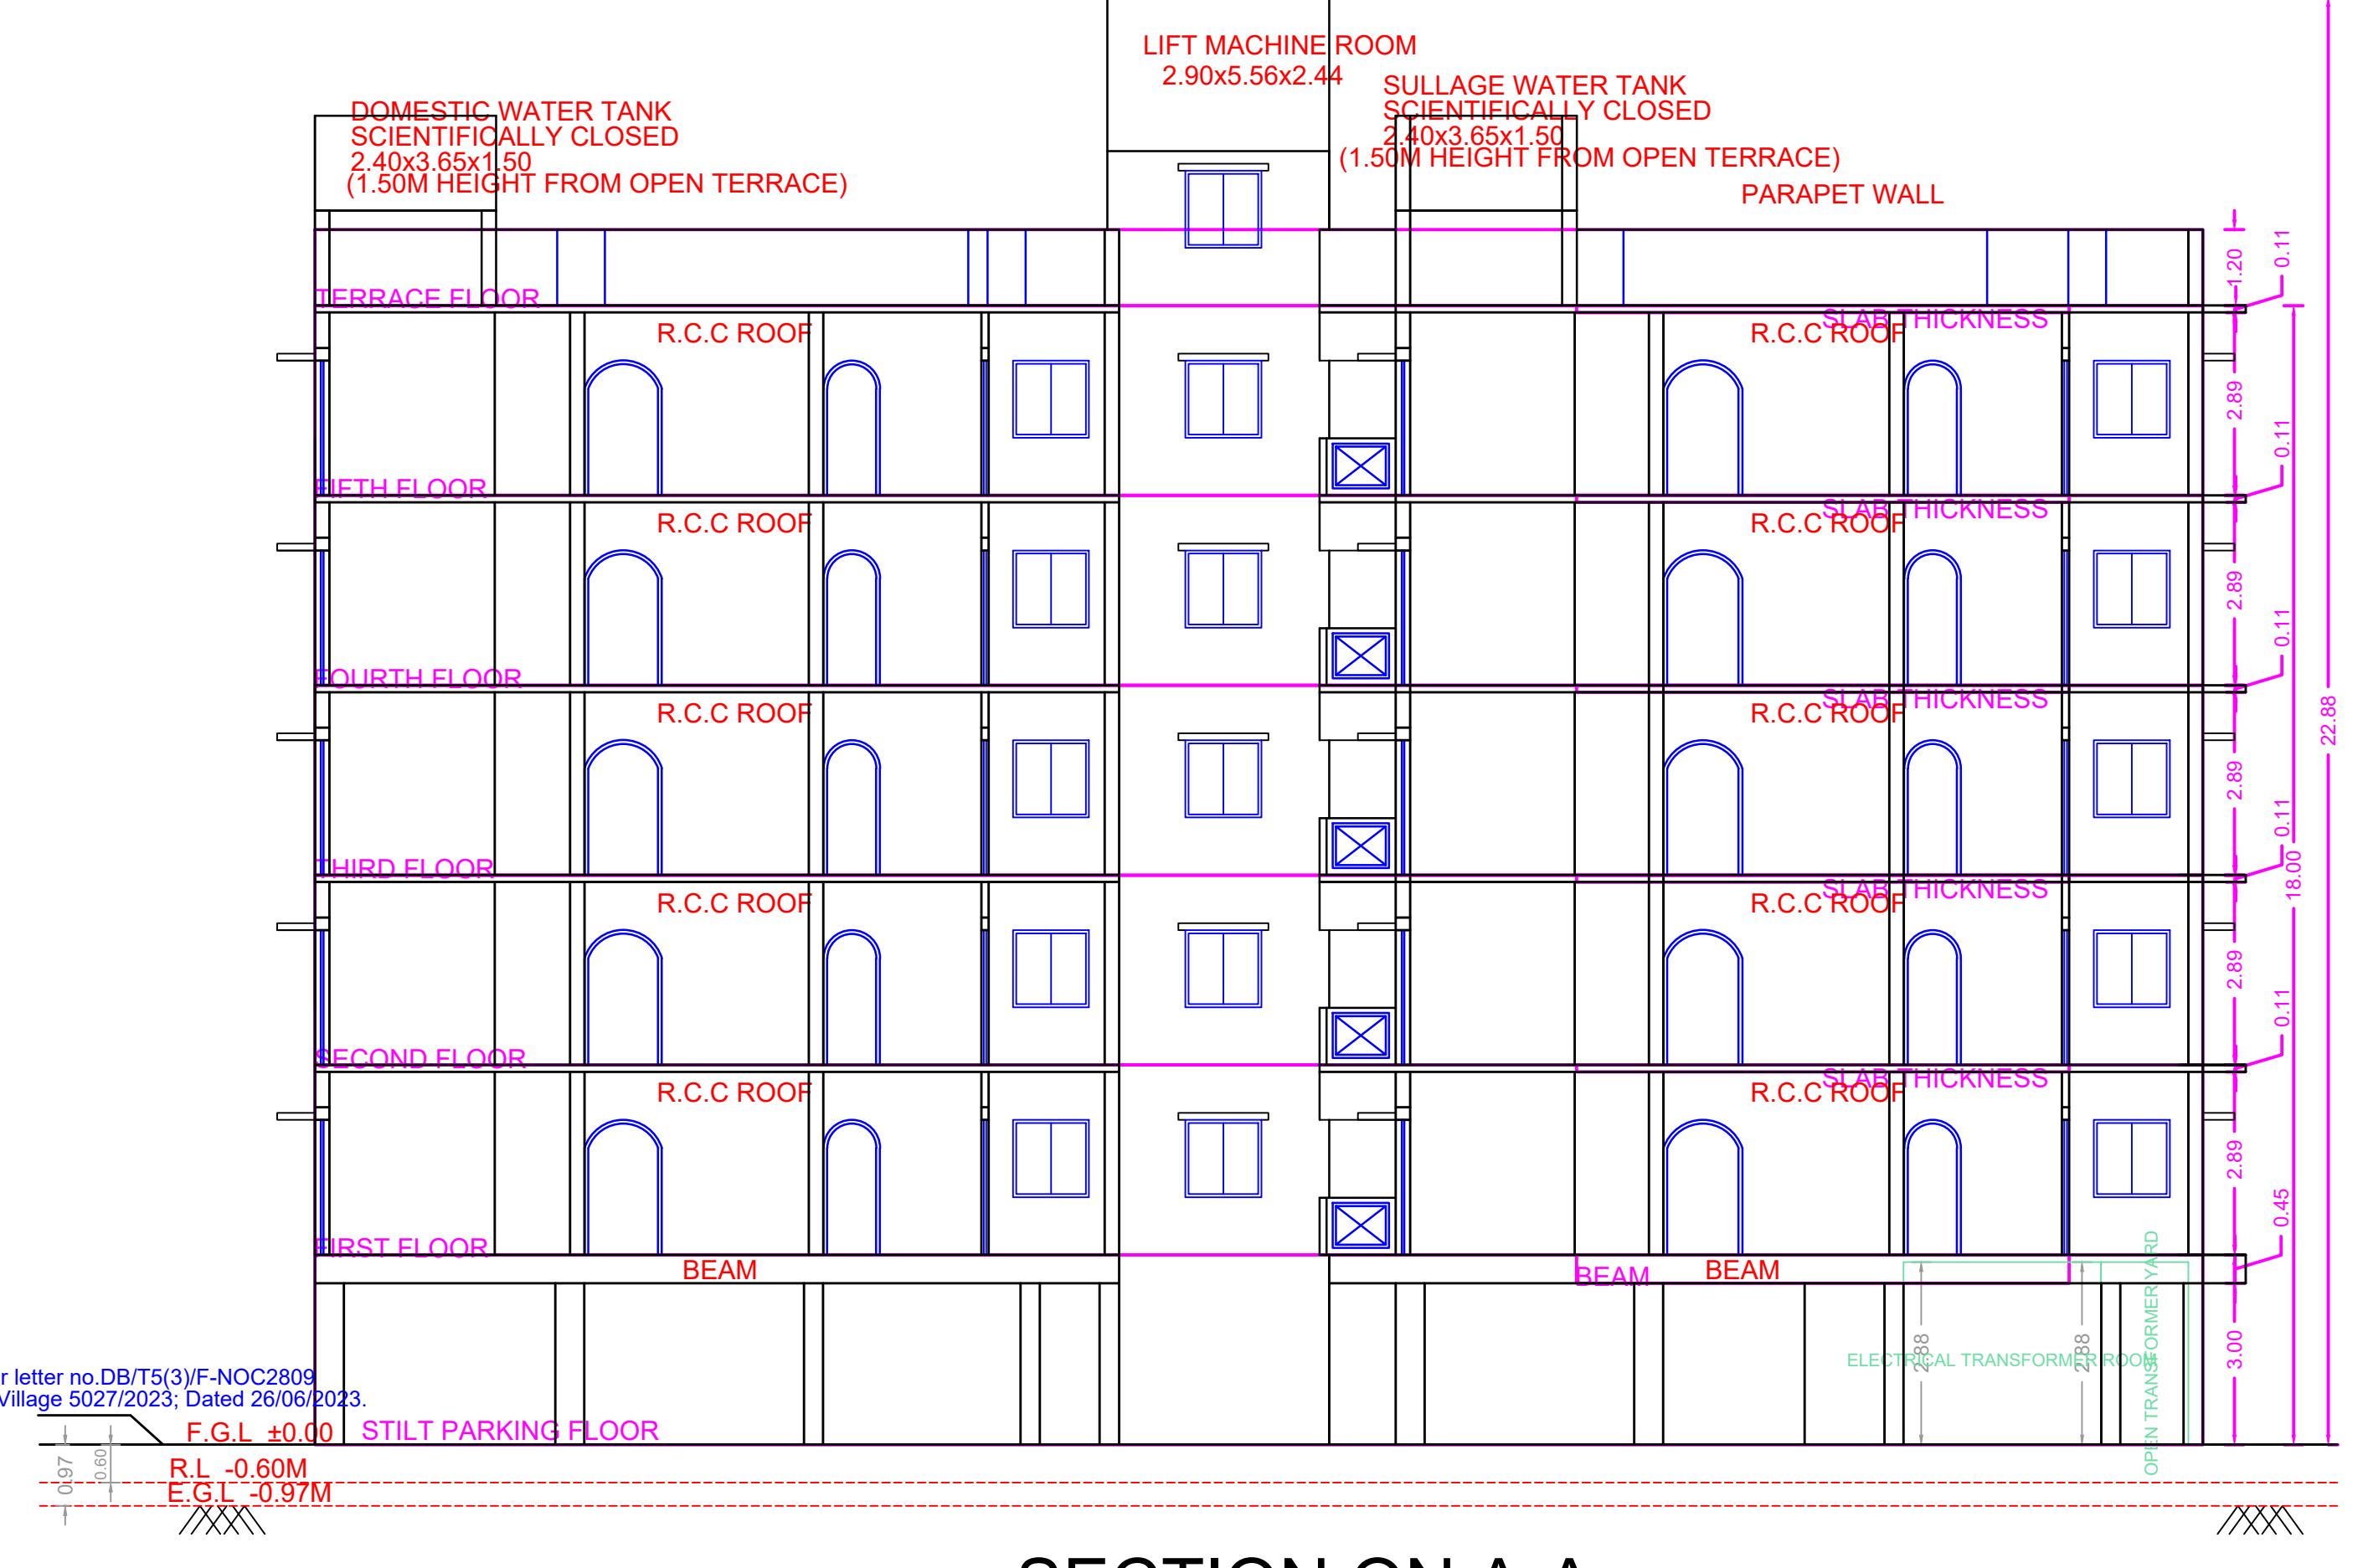 LIFT MACHINE ROOM
2.90x5.56x2.44
DOMESTIC WATER TANK
SCIENTIFICALLY CLOSED
2.40x3.65x1.50
(1.50M HEIGHT FROM OPEN TERRACE)
SULLAGE WATER TANK
SCIENTIFICALLY CLOSED
2.40x3.65x1.50
(1.50M HEIGHT FROM OPEN TERRACE)
PARAPET WALL
1.20
0.11
TERRACE FLOOR
SLAB THICKNESS
R.C.C ROOF
R.C.C ROOF
2.89
0.11
FIFTH FLOOR
SLAB THICKNESS
R.C.C ROOF
R.C.C ROOF
2.89
0.11
FOURTH FLOOR
SLAB THICKNESS
R.C.C ROOF
R.C.C ROOF
22.88
2.89
0.11
18.00
THIRD FLOOR
SLAB THICKNESS
R.C.C ROOF
R.C.C ROOF
2.89
0.11
SECOND FLOOR
SLAB THICKNESS
R.C.C ROOF
R.C.C ROOF
2.89
0.45
FIRST FLOOR
BEAM
BEAM
BEAM
2.88
2.88
3.00
ELECTRICAL TRANSFORMER ROOM
OPEN TRANSFORMER YARD
r letter no.DB/T5(3)/F-NOC2809
Village 5027/2023; Dated 26/06/2023.
F.G.L ±0.00
STILT PARKING FLOOR
0.97
0.60
R.L -0.60M
E.G.L -0.97M
SECTION ON A-A